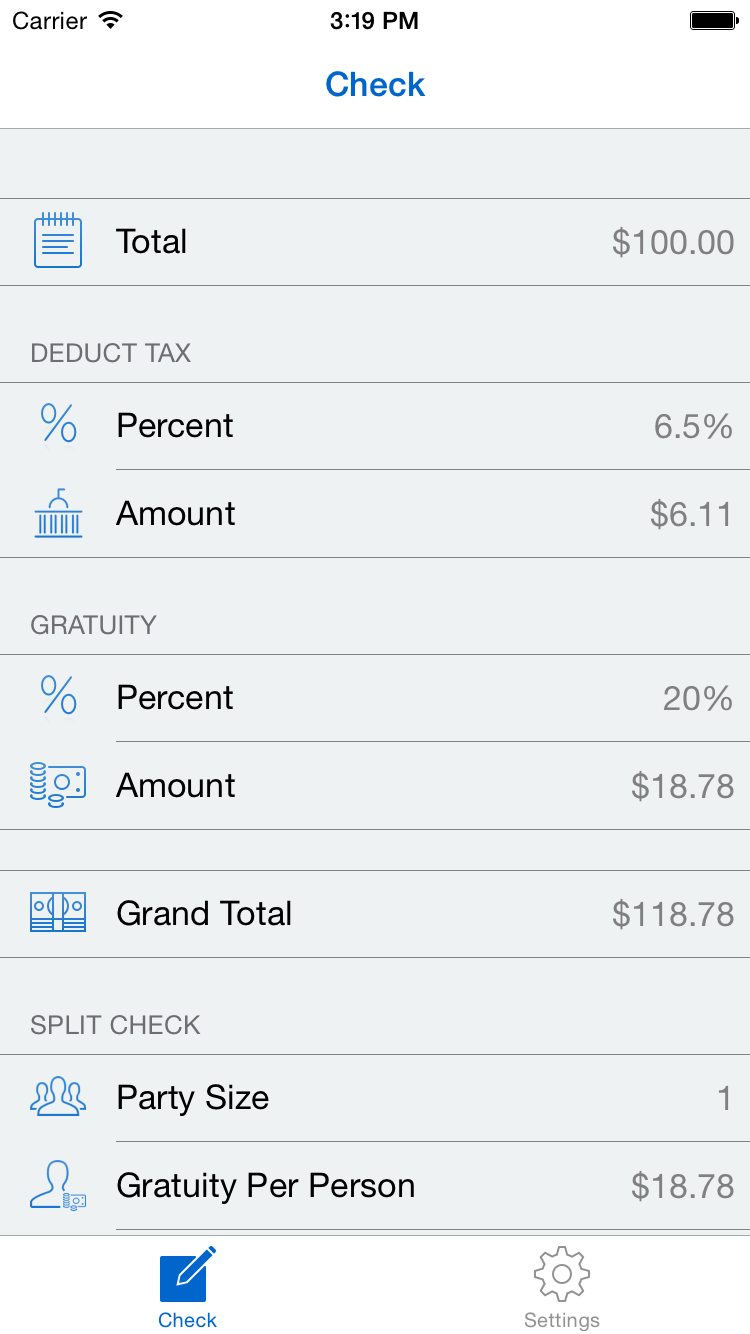 Carrier 3:19 PM
Check
Total $100.00
DEDUCT TAX
Percent 6.5%
Amount $6.11
GRATUITY
Percent 20%
Amount $18.78
Grand Total $118.78
SPLIT CHECK
Party Size 1
Gratuity Per Person $18.78
Check Settings